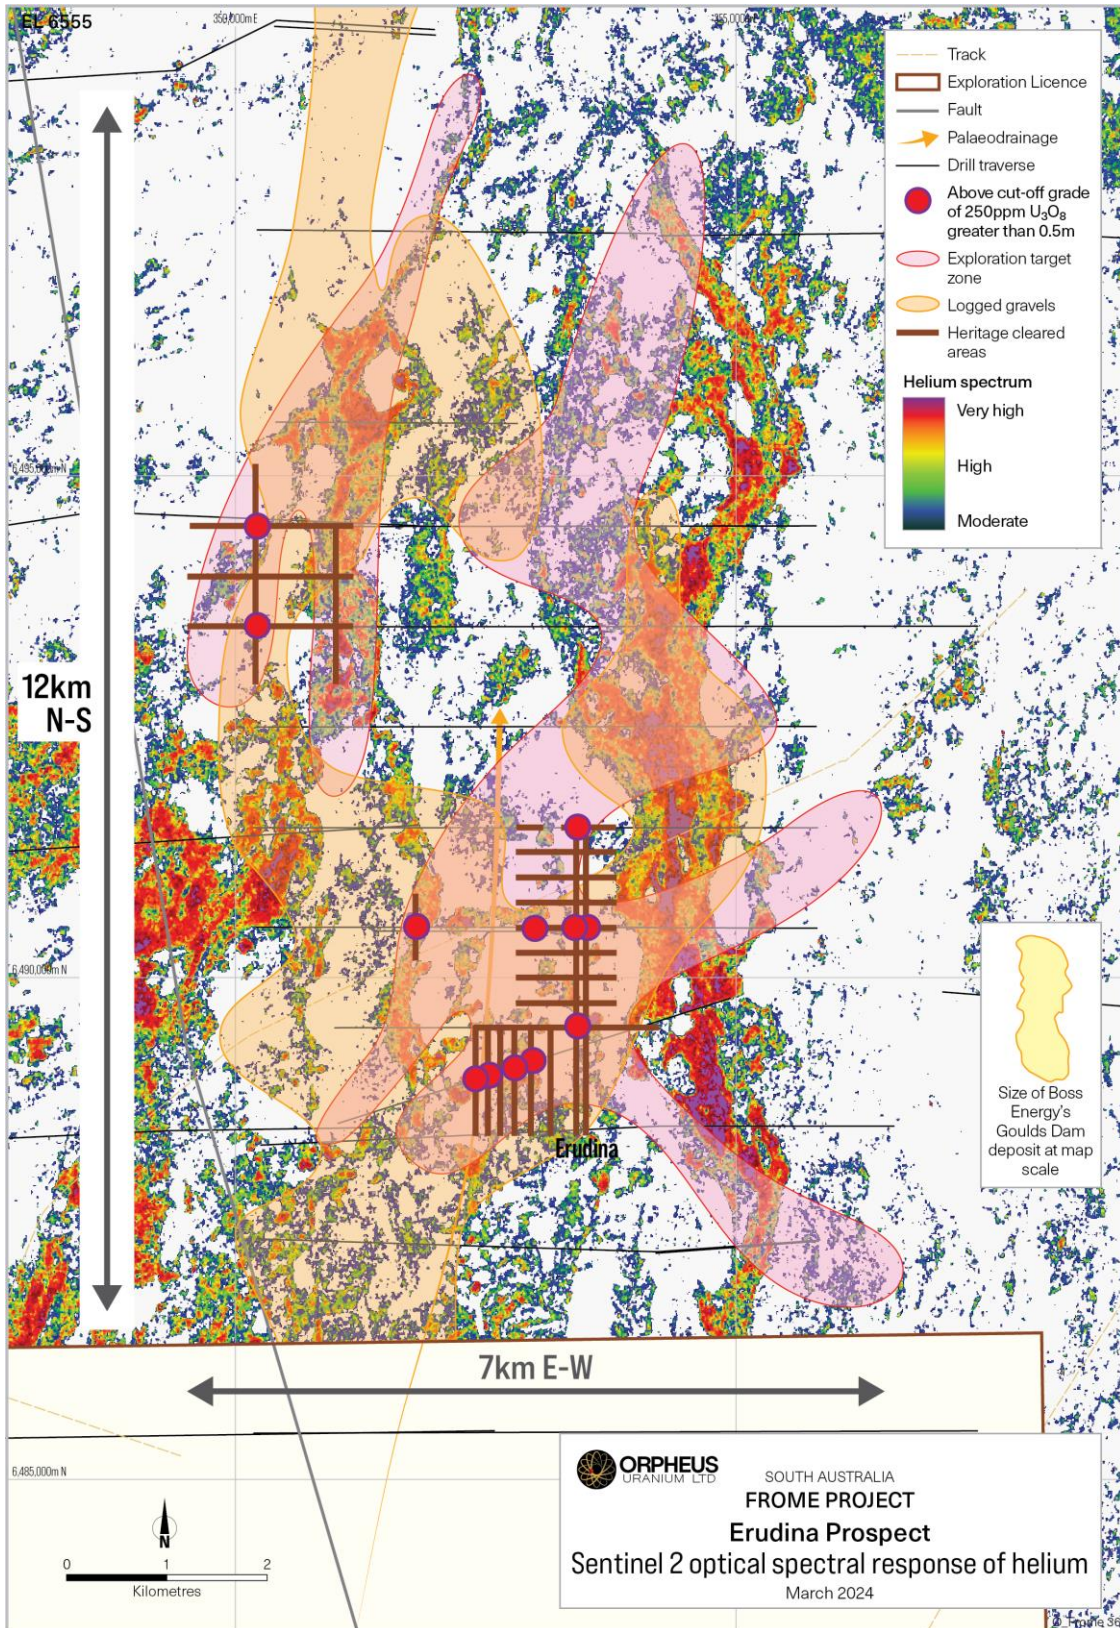 EL 6555
350,000m E
355,000m E
Track
Exploration Licence
Fault
Palaeodrainage
Drill traverse
Above cut-off grade
of 250ppm U₃O₈
greater than 0.5m
Exploration target
zone
Logged gravels
Heritage cleared
areas
Helium spectrum
Very high
High
Moderate
6,495,000m N
12km
N-S
6,490,000m N
Size of Boss
Energy's
Goulds Dam
deposit at map
scale
Erudina
7km E-W
6,485,000m N
N
0 1 2
Kilometres
ORPHEUS
URANIUM LTD
SOUTH AUSTRALIA
FROME PROJECT
Erudina Prospect
Sentinel 2 optical spectral response of helium
March 2024